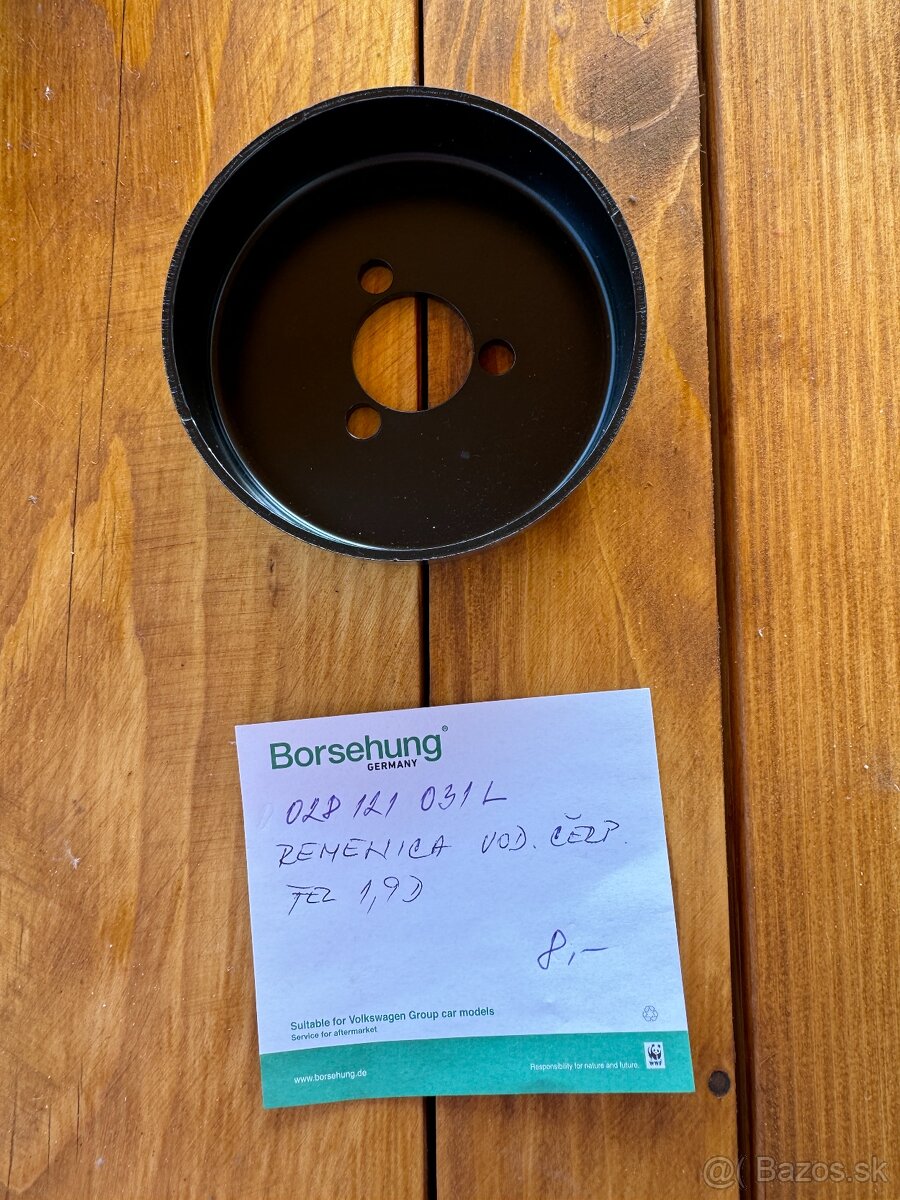 Borsehung®
GERMANY
028 121 031 L
REMENICA VOD. ČERP.
FEL 1,9D
8,-
Suitable for Volkswagen Group car models
Service for aftermarket
www.borsehung.de
Responsibility for nature and future.
WWF
@( Bazos.sk